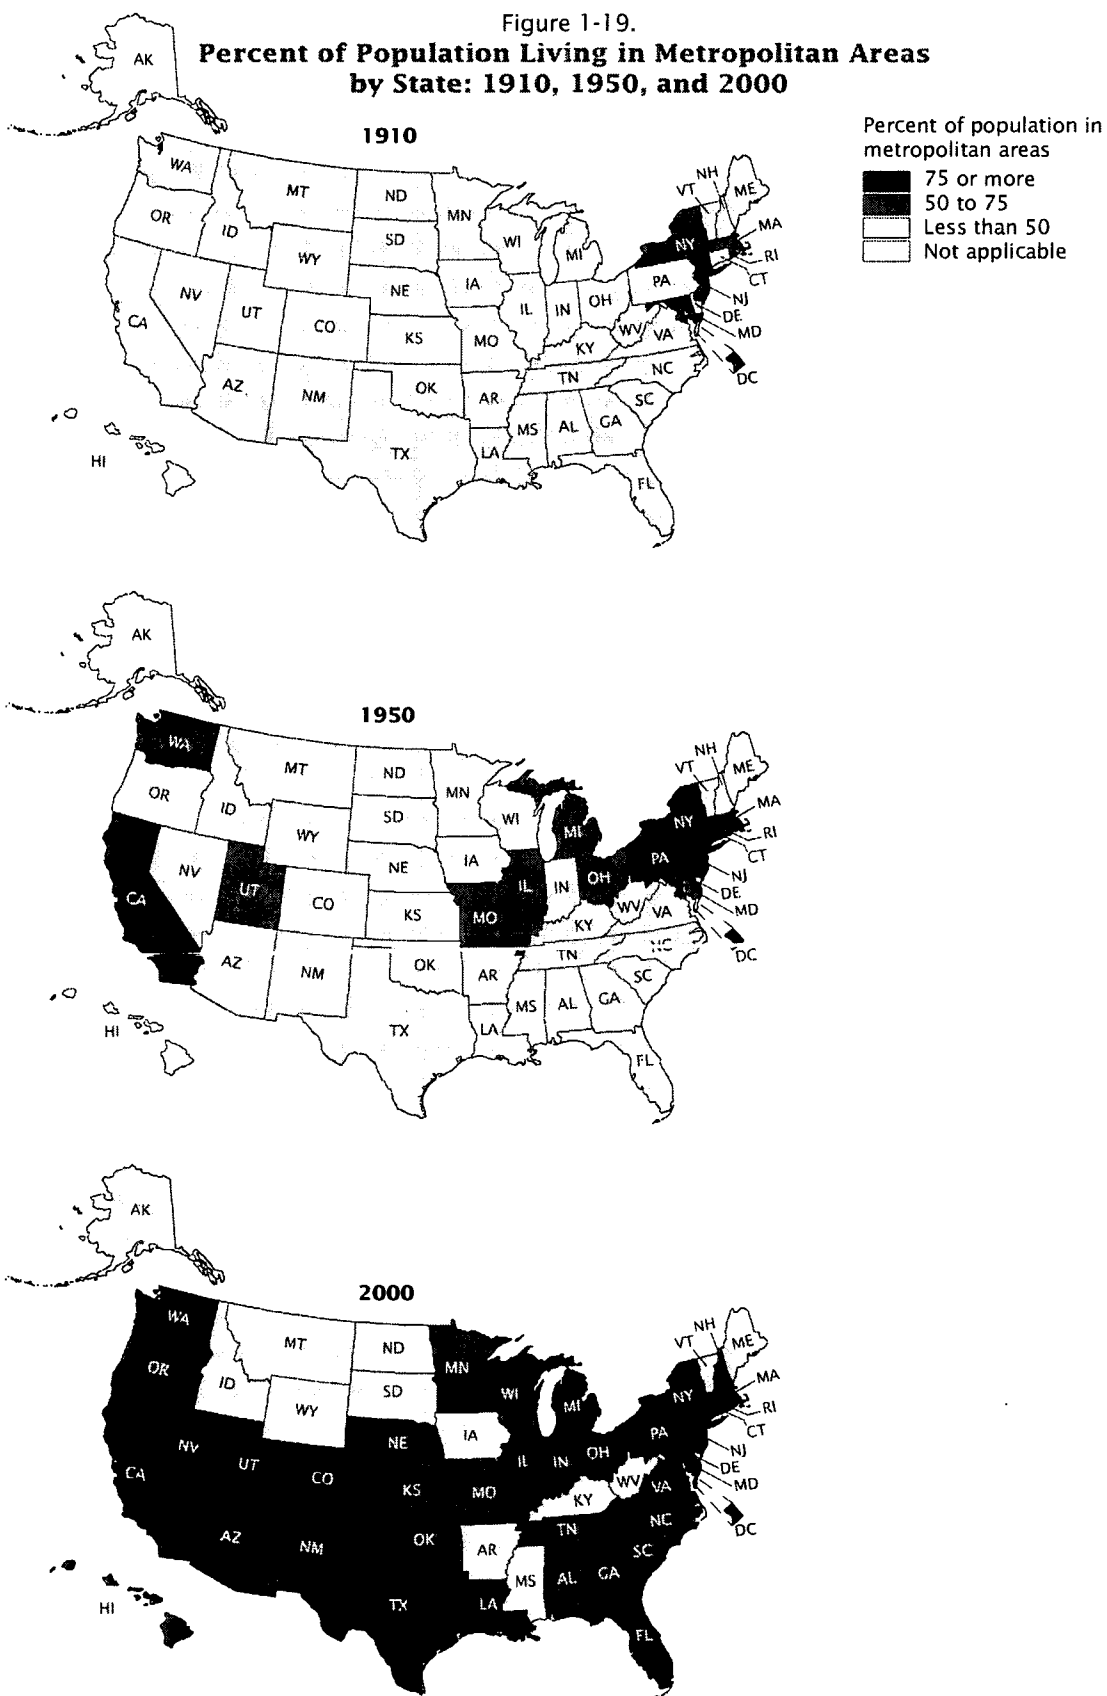 Figure 1-19.
Percent of Population Living in Metropolitan Areas
by State: 1910, 1950, and 2000
Percent of population in
metropolitan areas
75 or more
50 to 75
Less than 50
Not applicable
1910
AK
WA
MT
ND
MN
VT
NH
ME
OR
ID
SD
WI
MI
NY
MA
WY
RI
CT
NV
UT
CO
NE
IA
IL
IN
OH
PA
NJ
DE
MD
CA
KS
MO
KY
WV
VA
DC
AZ
NM
OK
AR
TN
NC
SC
TX
LA
MS
AL
GA
FL
HI
1950
AK
WA
MT
ND
MN
VT
NH
ME
OR
ID
SD
WI
MI
NY
MA
WY
RI
CT
NV
UT
CO
NE
IA
IL
IN
OH
PA
NJ
DE
MD
CA
KS
MO
KY
WV
VA
DC
AZ
NM
OK
AR
TN
NC
SC
TX
LA
MS
AL
GA
FL
HI
2000
AK
WA
MT
ND
MN
VT
NH
ME
OR
ID
SD
WI
MI
NY
MA
WY
RI
CT
NV
UT
CO
NE
IA
IL
IN
OH
PA
NJ
DE
MD
CA
KS
MO
KY
WV
VA
DC
AZ
NM
OK
AR
TN
NC
SC
TX
LA
MS
AL
GA
FL
HI